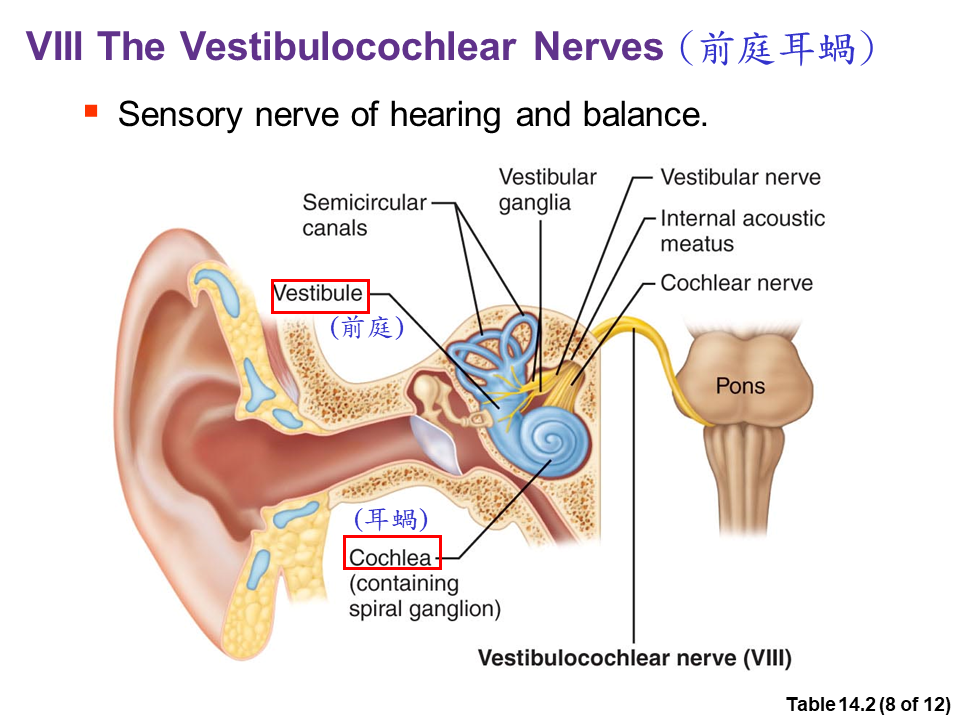 VIII The Vestibulocochlear Nerves (前庭耳蝸)
Sensory nerve of hearing and balance.
Vestibular
ganglia
Vestibular nerve
Semicircular
canals
Internal acoustic
meatus
Vestibule
(前庭)
Cochlear nerve
Pons
(耳蝸)
Cochlea
(containing
spiral ganglion)
Vestibulocochlear nerve (VIII)
Table 14.2 (8 of 12)